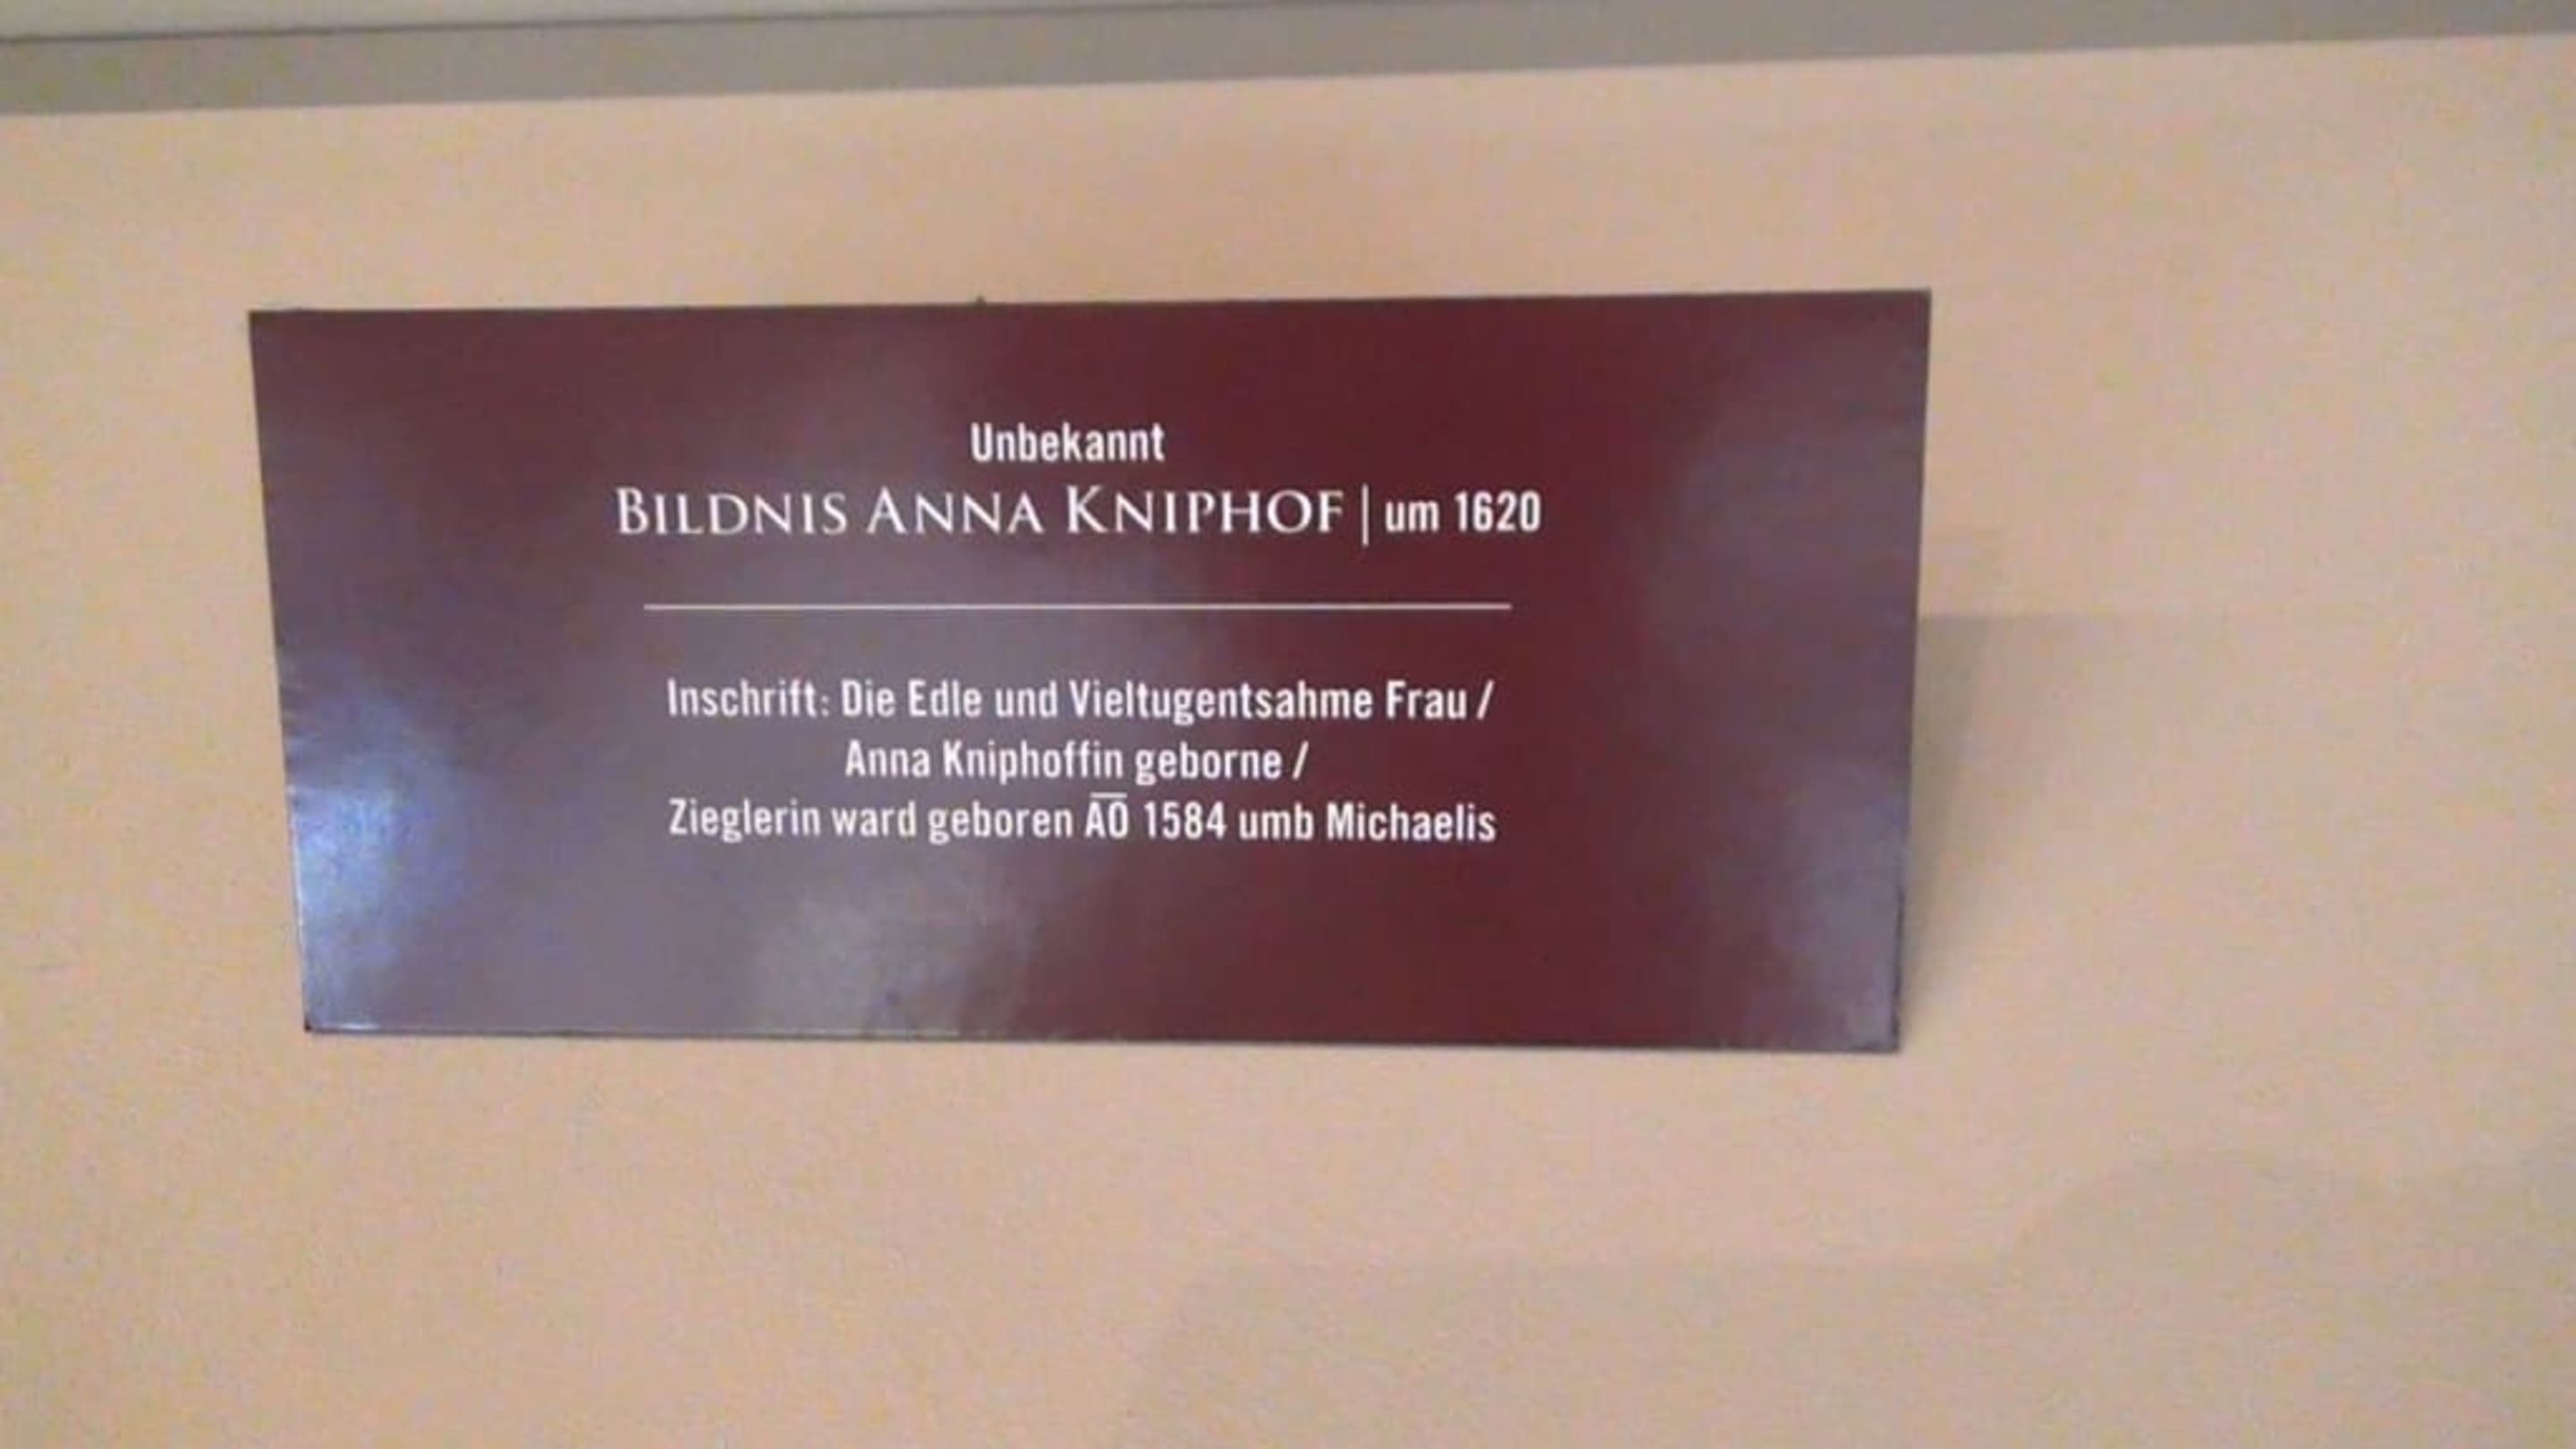 Unbekannt
BILDNIS ANNA KNIPHOF | um 1620
Inschrift: Die Edle und Vieltugentsahme Frau /
Anna Kniphoffin geborne /
Zieglerin ward geboren A̅O̅ 1584 umb Michaelis